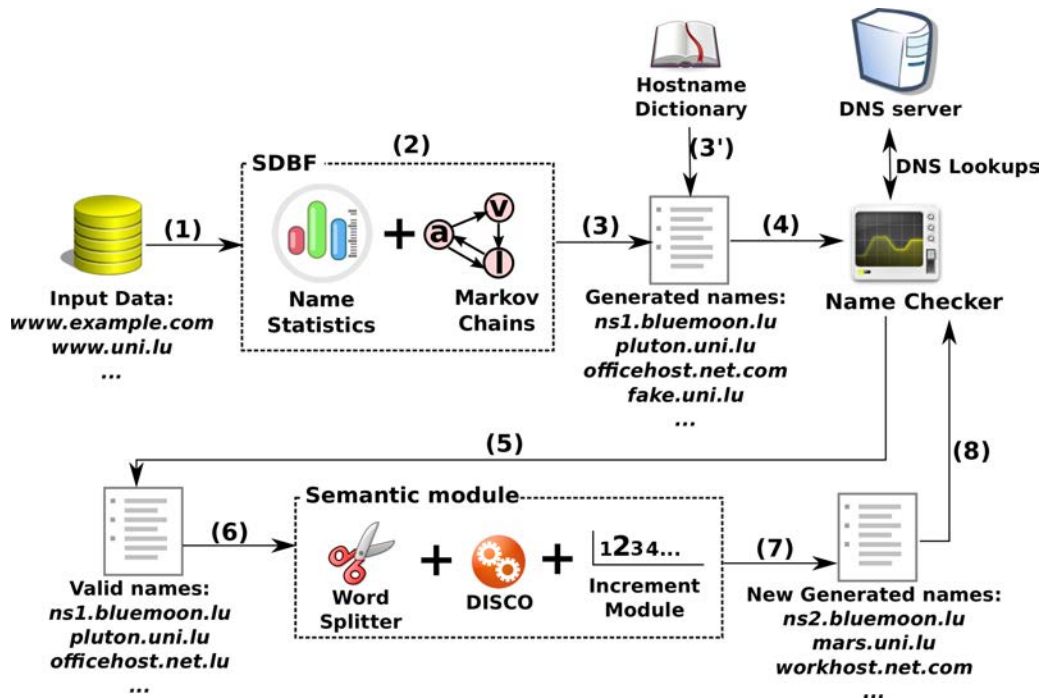 Hostname
Dictionary
DNS server
(2)
(3')
SDBF
DNS Lookups
(1)
v
a
l
(3)
(4)
+
Input Data:
www.example.com
www.uni.lu
...
Name
Statistics
Markov
Chains
Generated names:
ns1.bluemoon.lu
pluton.uni.lu
officehost.net.com
fake.uni.lu
...
Name Checker
(5)
(8)
Semantic module
(6)
1234...
(7)
+
+
Word
Splitter
DISCO
Increment
Module
Valid names:
ns1.bluemoon.lu
pluton.uni.lu
officehost.net.lu
...
New Generated names:
ns2.bluemoon.lu
mars.uni.lu
workhost.net.com
...